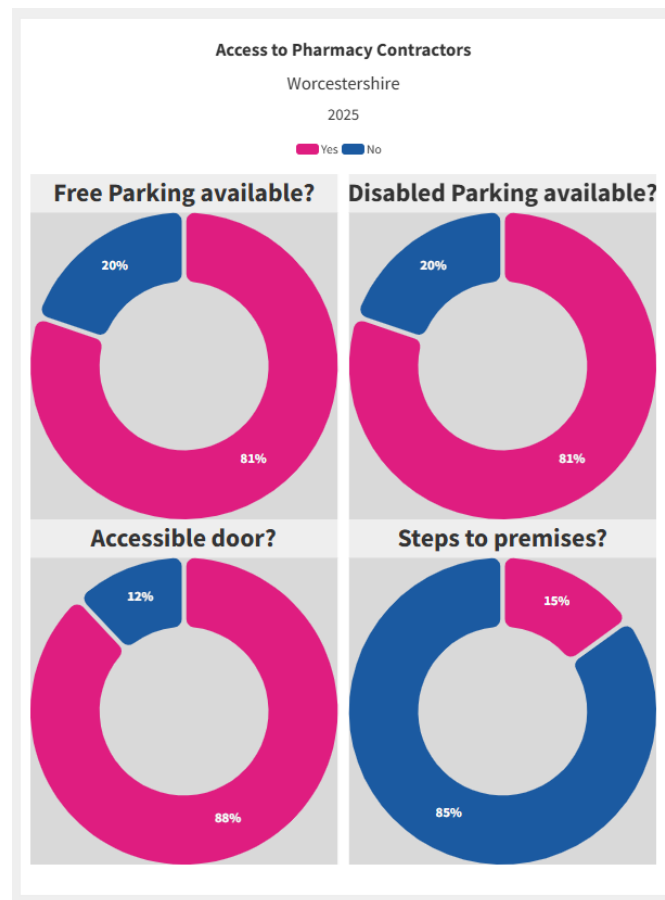 Access to Pharmacy Contractors
Worcestershire
2025
Yes No
Free Parking available?
20%
81%
Disabled Parking available?
20%
81%
Accessible door?
12%
88%
Steps to premises?
15%
85%